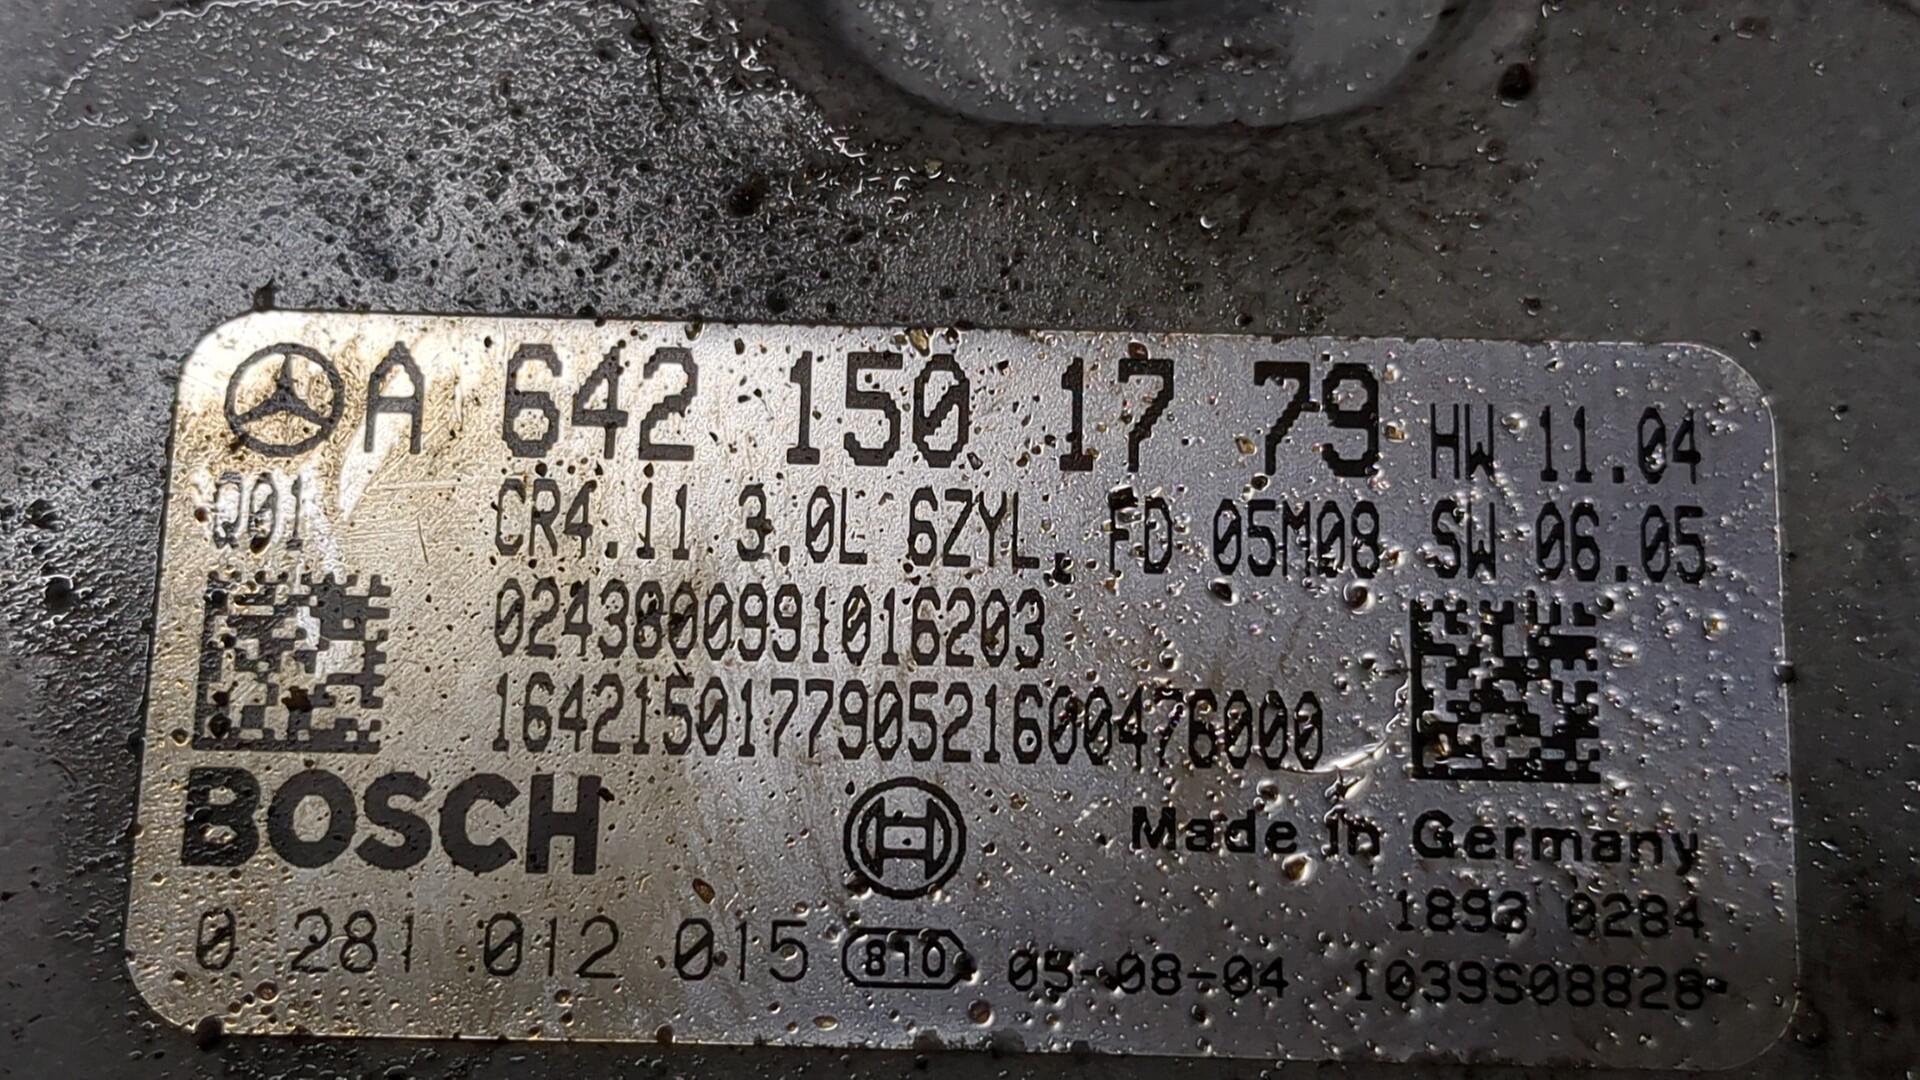 A 642 150 17 79 HW 11.04
Q01 CR4.11 3.0L 6ZYL. FD 05M08 SW 06.05
0243800991016203
16421501779052160047600​0
BOSCH Made in Germany
1893 0284
0 281 012 015 810 05-08-04 1039S08828